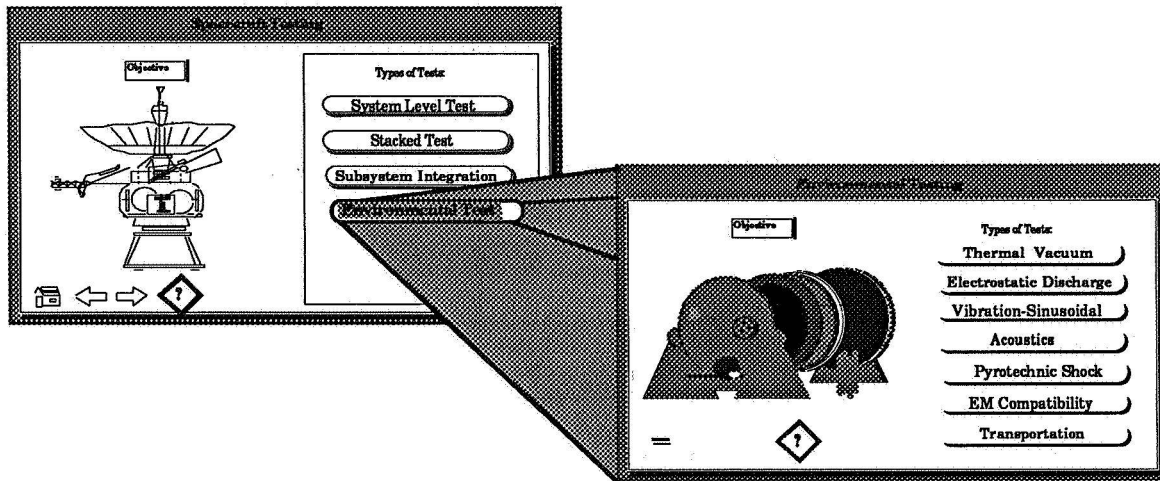 Spacecraft Testing
Objective
Types of Tests:
System Level Test
Stacked Test
Subsystem Integration
Environmental Test
?
Environmental Testing
Objective
Types of Tests:
Thermal Vacuum
Electrostatic Discharge
Vibration-Sinusoidal
Acoustics
Pyrotechnic Shock
EM Compatibility
Transportation
?